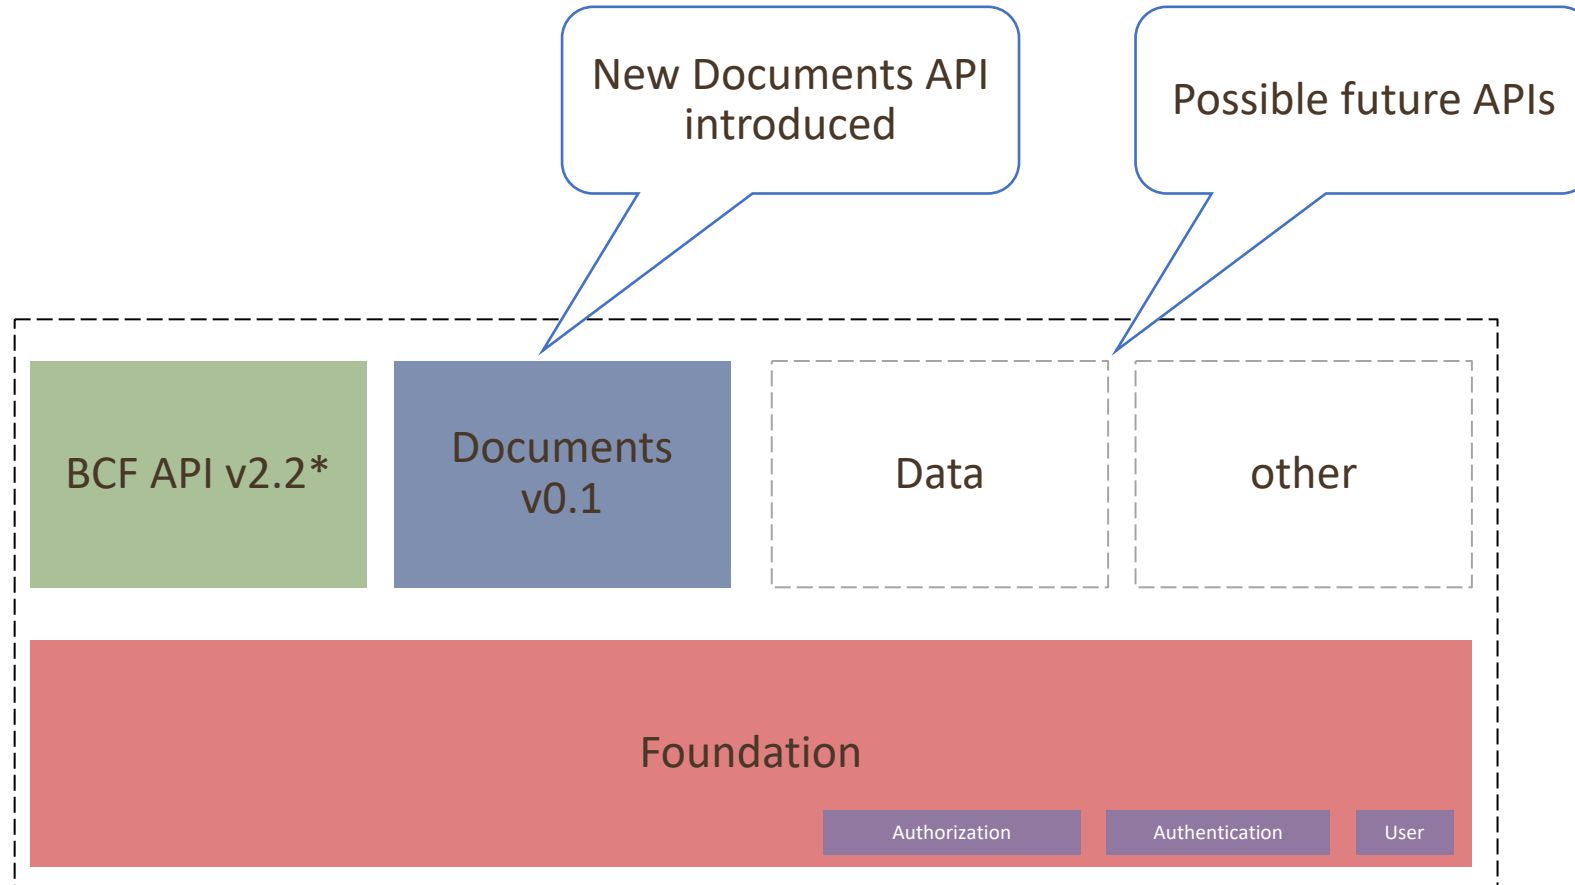 New Documents API
introduced
Possible future APIs
BCF API v2.2*
Documents
v0.1
Data
other
Foundation
Authorization
Authentication
User